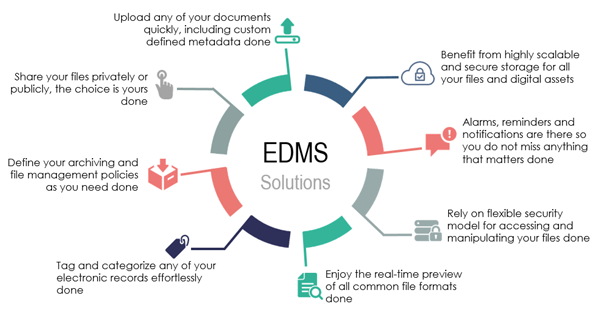 Upload any of your documents
quickly, including custom
defined metadata done
Benefit from highly scalable
and secure storage for all
your files and digital assets
Share your files privately or
publicly, the choice is yours
done
Alarms, reminders and
notifications are there so
you do not miss anything
that matters done
EDMS
Solutions
Define your archiving and
file management policies
as you need done
Rely on flexible security
model for accessing and
manipulating your files done
Tag and categorize any of your
electronic records effortlessly
done
Enjoy the real-time preview
of all common file formats
done